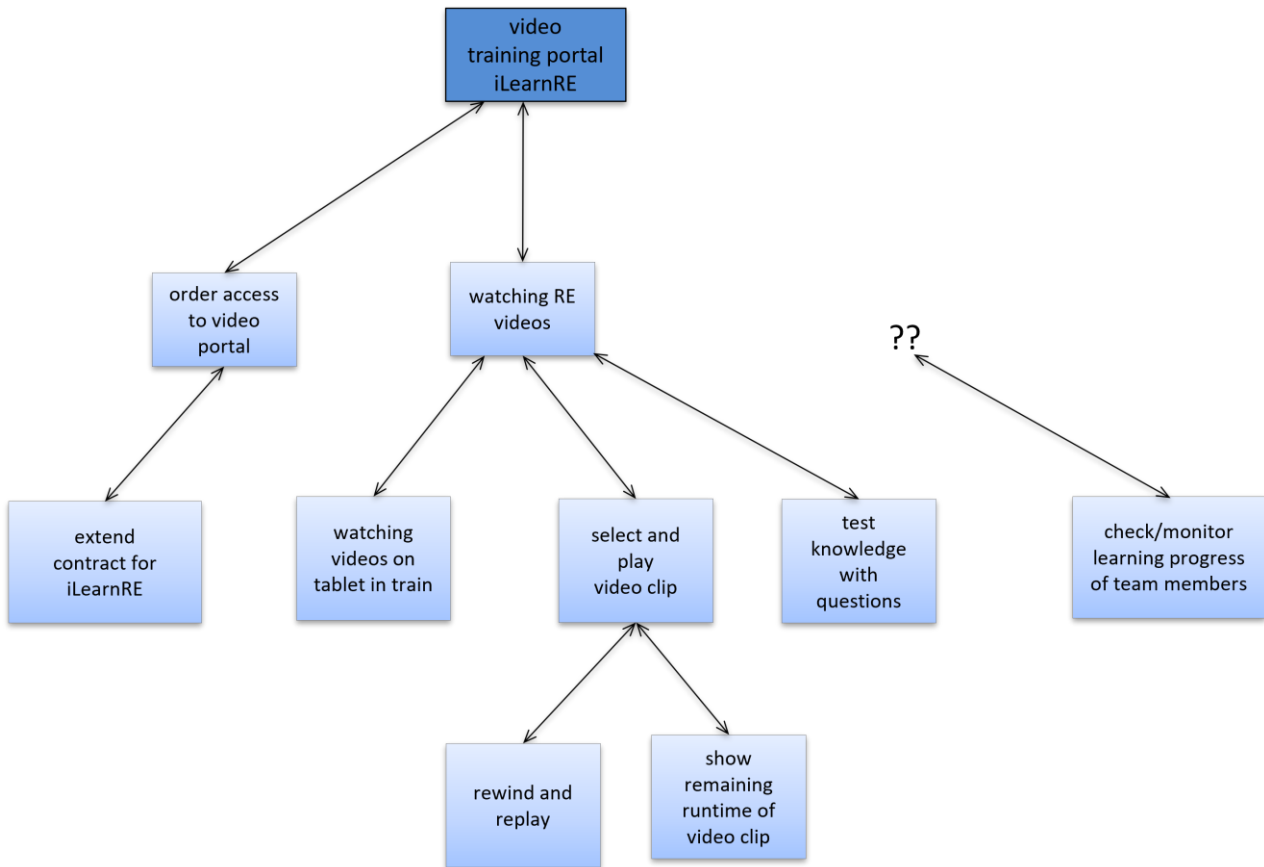 video
training portal
iLearnRE
order access
to video
portal
watching RE
videos
??
extend
contract for
iLearnRE
watching
videos on
tablet in train
select and
play
video clip
test
knowledge
with
questions
check/monitor
learning progress
of team members
rewind and
replay
show
remaining
runtime of
video clip